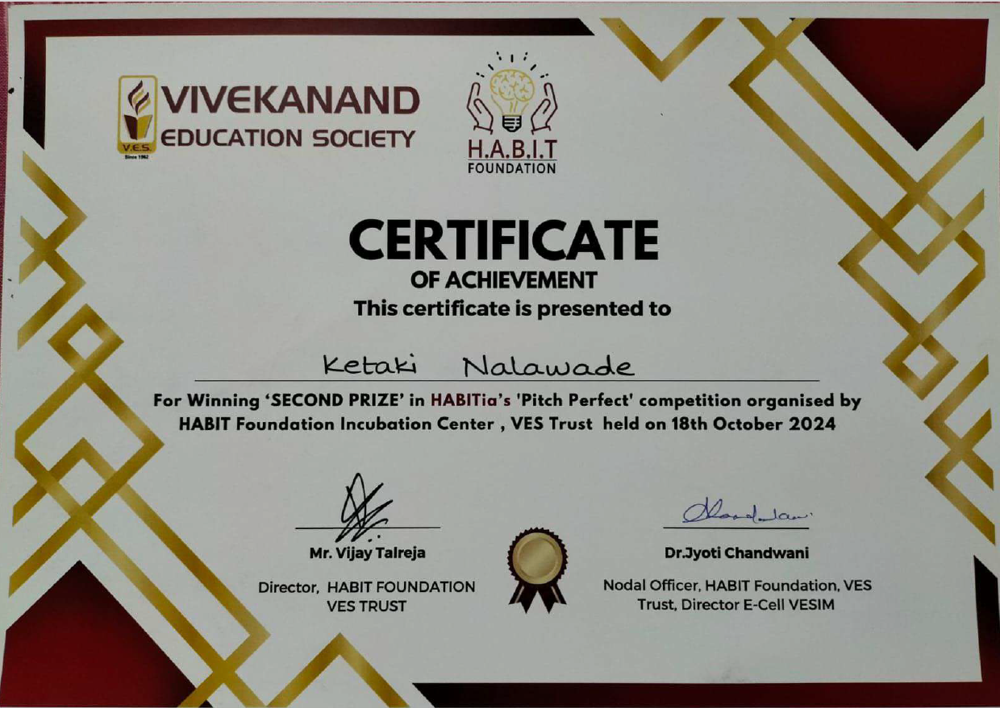 VIVEKANAND
EDUCATION SOCIETY
V.E.S.
Since 1962
H.A.B.I.T
FOUNDATION
CERTIFICATE
OF ACHIEVEMENT
This certificate is presented to
Ketaki Nalawade
For Winning ‘SECOND PRIZE’ in HABITia’s 'Pitch Perfect' competition organised by
HABIT Foundation Incubation Center , VES Trust held on 18th October 2024
Mr. Vijay Talreja
Dr.Jyoti Chandwani
Director, HABIT FOUNDATION
VES TRUST
Nodal Officer, HABIT Foundation, VES
Trust, Director E-Cell VESIM